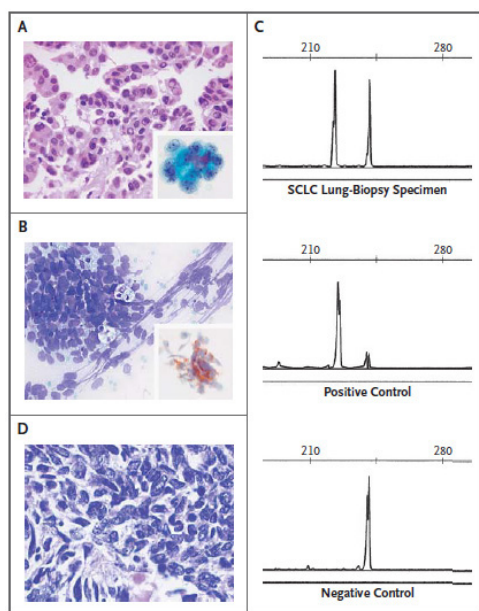 A
B
D
C
210 280
SCLC Lung-Biopsy Specimen
210 280
Positive Control
210 280
Negative Control